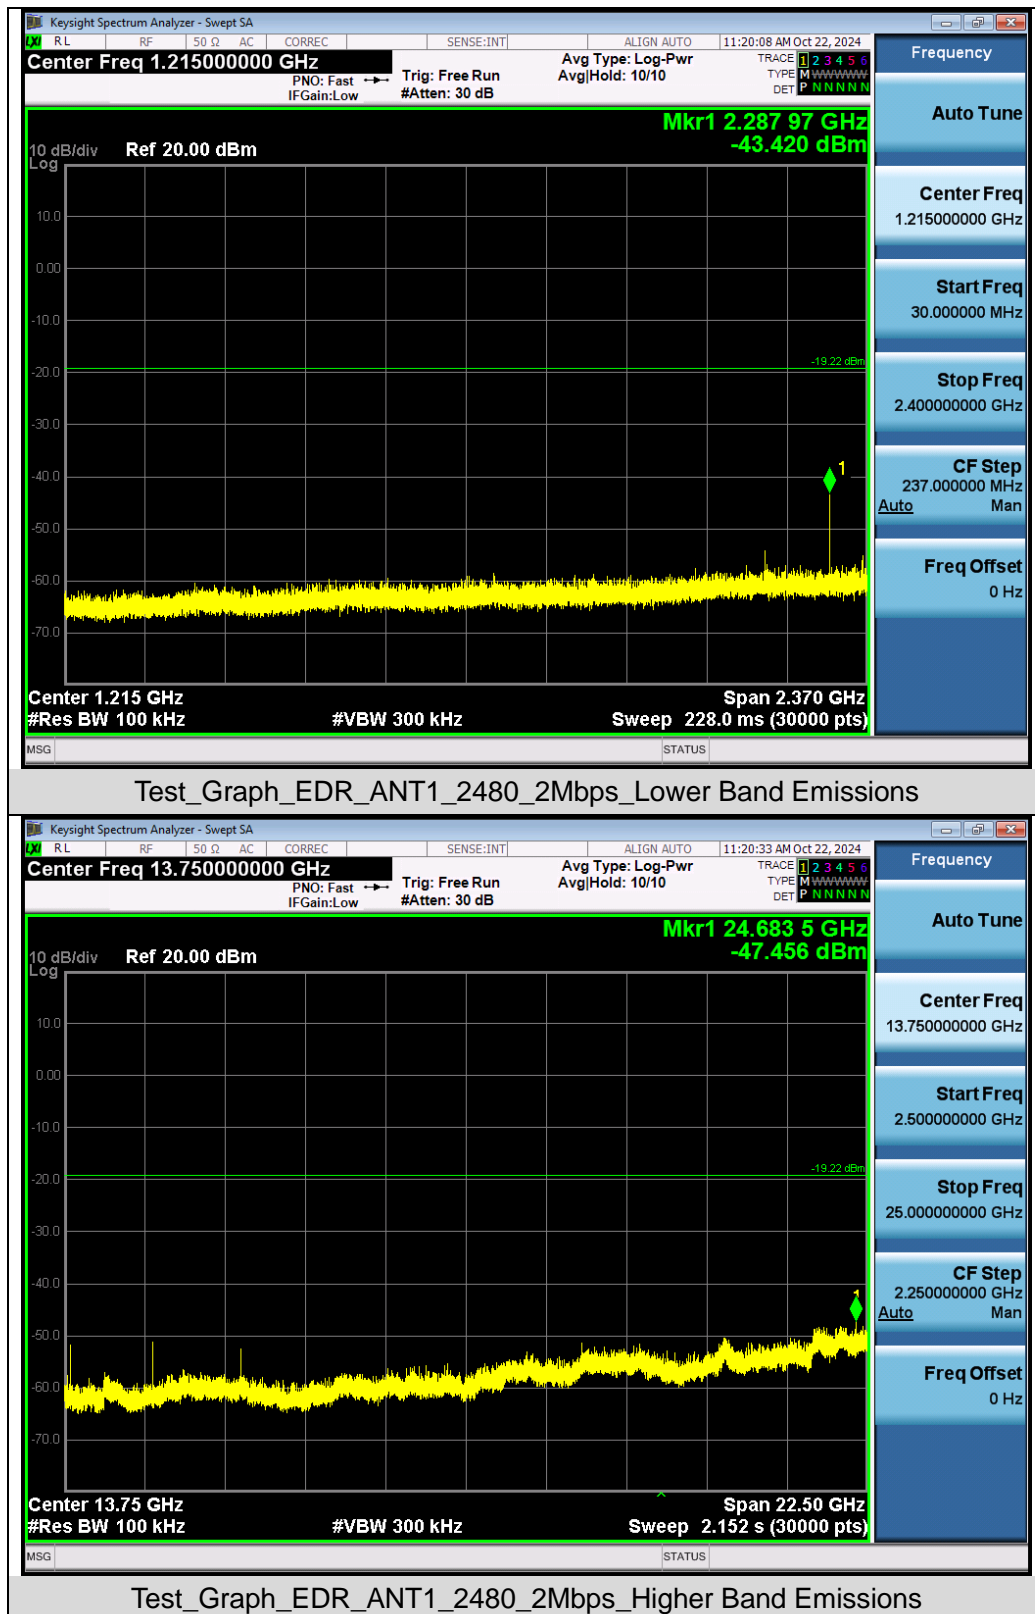 Keysight Spectrum Analyzer - Swept SA
LXI RL RF 50 Ω AC CORREC SENSE:INT ALIGN AUTO 11:20:08 AM Oct 22, 2024
Center Freq 1.215000000 GHz
PNO: Fast
IFGain:Low
Trig: Free Run
#Atten: 30 dB
Avg Type: Log-Pwr
Avg|Hold: 10/10
TRACE 1 2 3 4 5 6
TYPE M WWWWW
DET P N N N N N
Mkr1 2.287 97 GHz
-43.420 dBm
10 dB/div
Log
Ref 20.00 dBm
10.0
0.00
-10.0
-19.22 dBm
-20.0
-30.0
-40.0
1
-50.0
-60.0
-70.0
Center 1.215 GHz
Span 2.370 GHz
#Res BW 100 kHz
#VBW 300 kHz
Sweep 228.0 ms (30000 pts)
MSG
STATUS
Frequency
Auto Tune
Center Freq
1.215000000 GHz
Start Freq
30.000000 MHz
Stop Freq
2.400000000 GHz
CF Step
237.000000 MHz
Auto Man
Freq Offset
0 Hz
Test_Graph_EDR_ANT1_2480_2Mbps_Lower Band Emissions
Keysight Spectrum Analyzer - Swept SA
LXI RL RF 50 Ω AC CORREC SENSE:INT ALIGN AUTO 11:20:33 AM Oct 22, 2024
Center Freq 13.750000000 GHz
PNO: Fast
IFGain:Low
Trig: Free Run
#Atten: 30 dB
Avg Type: Log-Pwr
Avg|Hold: 10/10
TRACE 1 2 3 4 5 6
TYPE M WWWWW
DET P N N N N N
Mkr1 24.683 5 GHz
-47.456 dBm
10 dB/div
Log
Ref 20.00 dBm
10.0
0.00
-10.0
-19.22 dBm
-20.0
-30.0
-40.0
1
-50.0
-60.0
-70.0
Center 13.75 GHz
Span 22.50 GHz
#Res BW 100 kHz
#VBW 300 kHz
Sweep 2.152 s (30000 pts)
MSG
STATUS
Frequency
Auto Tune
Center Freq
13.750000000 GHz
Start Freq
2.500000000 GHz
Stop Freq
25.000000000 GHz
CF Step
2.250000000 GHz
Auto Man
Freq Offset
0 Hz
Test_Graph_EDR_ANT1_2480_2Mbps_Higher Band Emissions